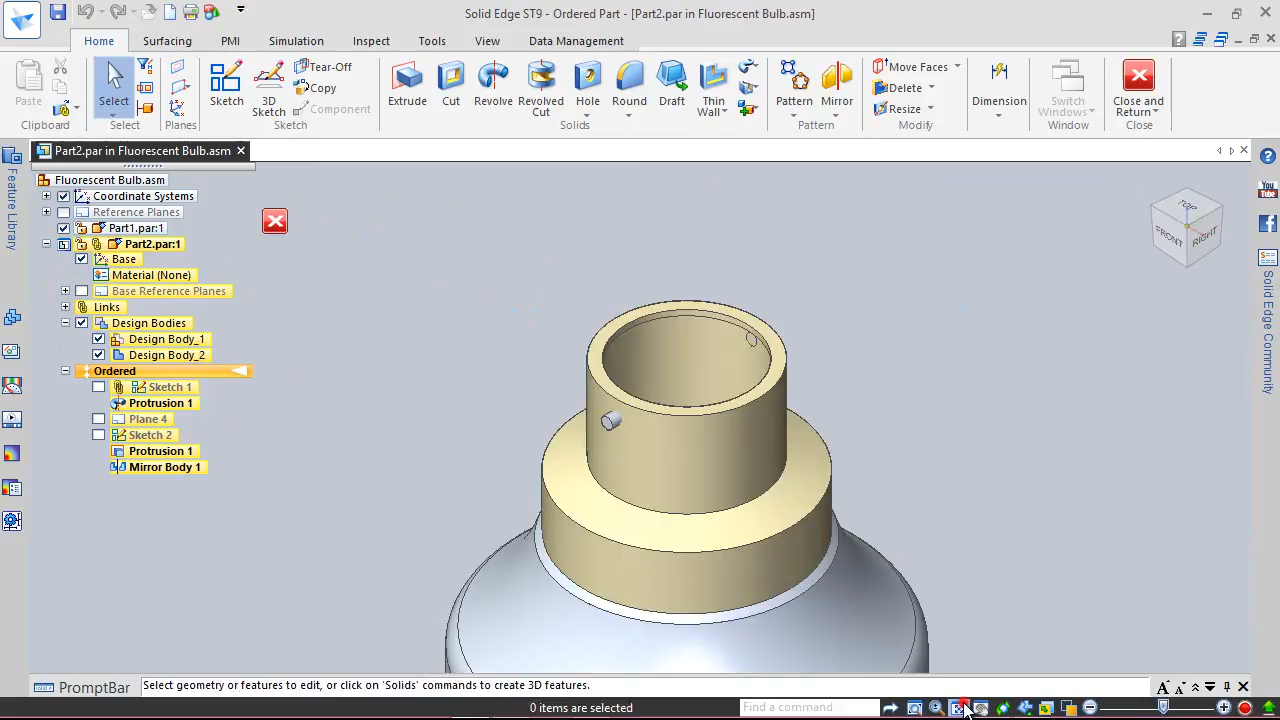 Solid Edge ST9 - Ordered Part - [Part2.par in Fluorescent Bulb.asm]
Home Surfacing PMI Simulation Inspect Tools View Data Management
Paste
Clipboard
Select
Select
Planes
Sketch
3D Sketch
Tear-Off
Copy
Component
Sketch
Extrude
Cut
Revolve
Revolved Cut
Hole
Round
Draft
Thin Wall
Solids
Pattern
Mirror
Pattern
Move Faces
Delete
Resize
Modify
Dimension
Switch Windows
Window
Close and Return
Close
Part2.par in Fluorescent Bulb.asm
Feature Library
Fluorescent Bulb.asm
Coordinate Systems
Reference Planes
Part1.par:1
Part2.par:1
Base
Material (None)
Base Reference Planes
Links
Design Bodies
Design Body_1
Design Body_2
Ordered
Sketch 1
Protrusion 1
Plane 4
Sketch 2
Protrusion 1
Mirror Body 1
TOP
FRONT
RIGHT
You Tube
Solid Edge Communit
PromptBar
Select geometry or features to edit, or click on 'Solids' commands to create 3D features.
0 items are selected
Find a command